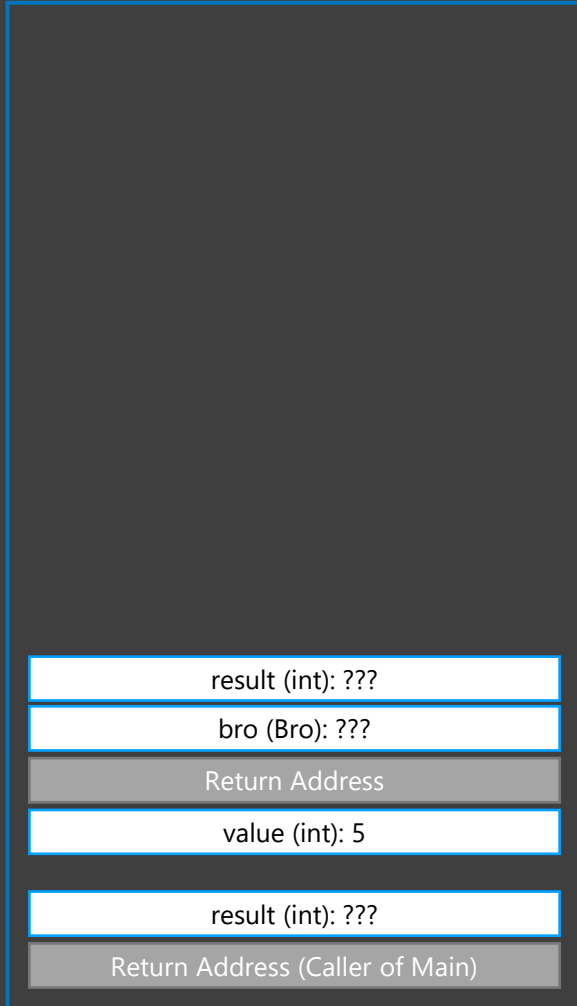 result (int): ???
bro (Bro): ???
Return Address
value (int): 5
result (int): ???
Return Address (Caller of Main)